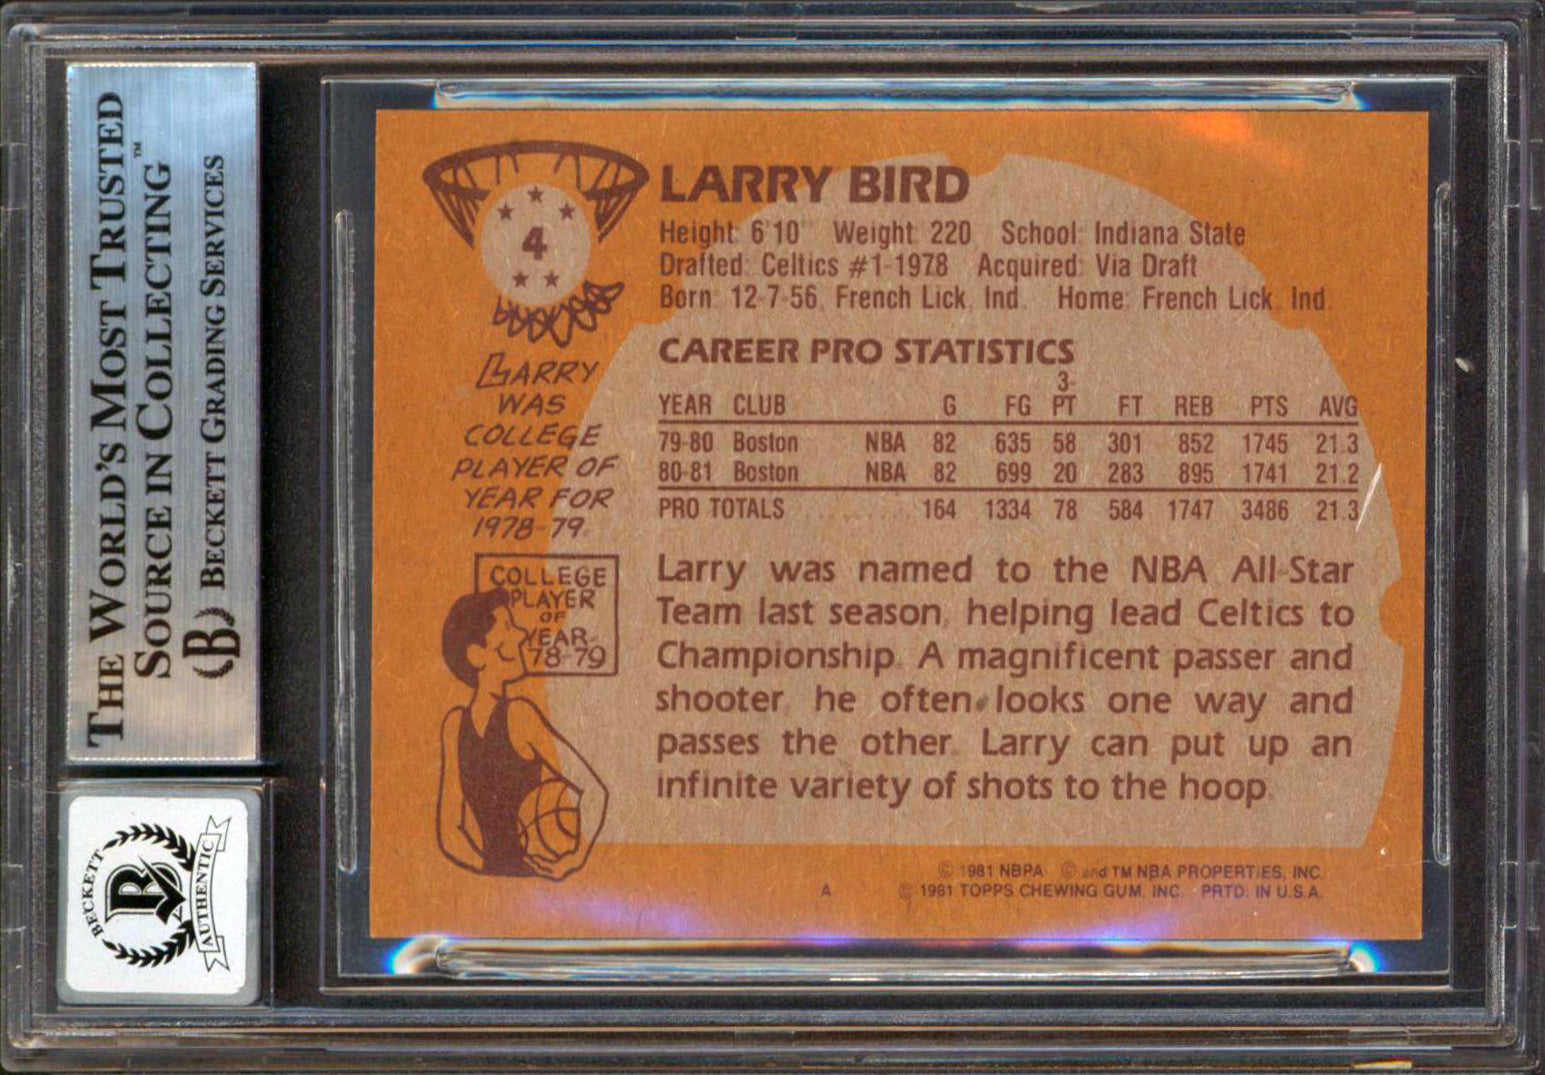 THE WORLD'S MOST TRUSTED
SOURCE IN COLLECTING™
B BECKETT GRADING SERVICES
BECKETT
B
AUTHENTIC
4
LARRY BIRD
Height: 6'10" Weight: 220 School: Indiana State
Drafted: Celtics #1-1978 Acquired: Via Draft
Born: 12-7-56, French Lick, Ind. Home: French Lick, Ind.
LARRY
WAS
COLLEGE
PLAYER OF
YEAR FOR
1978-79.
COLLEGE
PLAYER
OF
YEAR
78-79
CAREER PRO STATISTICS
YEAR CLUB G FG 3-PT FT REB PTS AVG
79-80 Boston NBA 82 635 58 301 852 1745 21.3
80-81 Boston NBA 82 699 20 283 895 1741 21.2
PRO TOTALS 164 1334 78 584 1747 3486 21.3
Larry was named to the NBA All-Star
Team last season, helping lead Celtics to
Championship. A magnificent passer and
shooter, he often looks one way and
passes the other. Larry can put up an
infinite variety of shots to the hoop.
© 1981 NBPA © and TM NBA PROPERTIES, INC.
A © 1981 TOPPS CHEWING GUM, INC. PRTD. IN U.S.A.